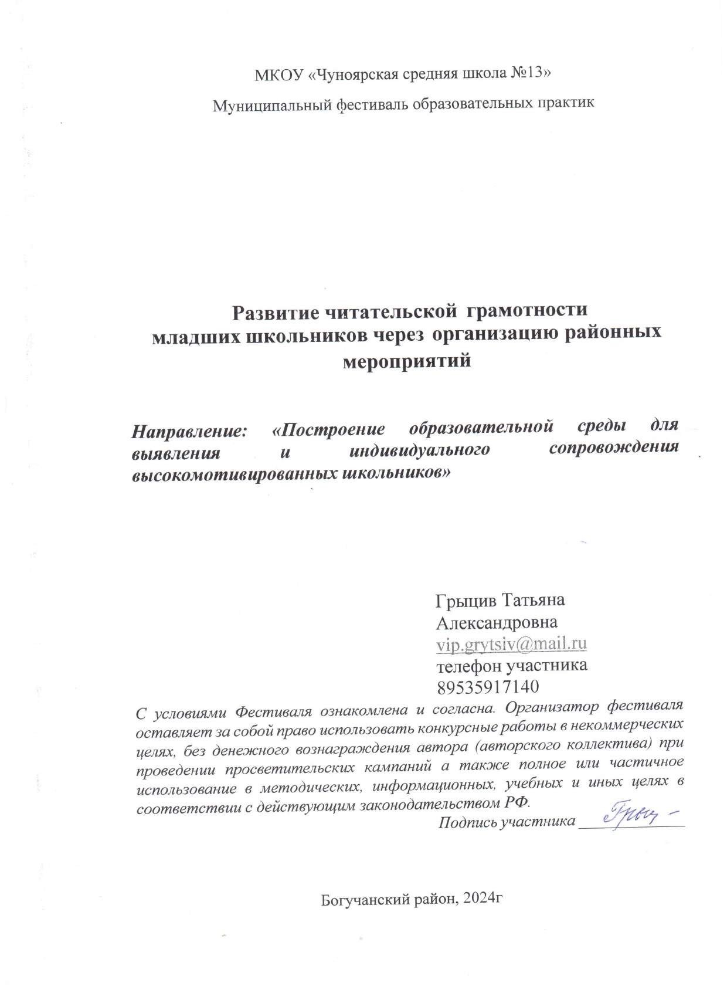 МКОУ «Чуноярская средняя школа №13»
Муниципальный фестиваль образовательных практик
Развитие читательской грамотности
младших школьников через организацию районных
мероприятий
Направление: «Построение образовательной среды для
выявления и индивидуального сопровождения
высокомотивированных школьников»
Грыцив Татьяна
Александровна
vip.grytsiv@mail.ru
телефон участника
89535917140
С условиями Фестиваля ознакомлена и согласна. Организатор фестиваля
оставляет за собой право использовать конкурсные работы в некоммерческих
целях, без денежного вознаграждения автора (авторского коллектива) при
проведении просветительских кампаний а также полное или частичное
использование в методических, информационных, учебных и иных целях в
соответствии с действующим законодательством РФ.
Подпись участника
Богучанский район, 2024г